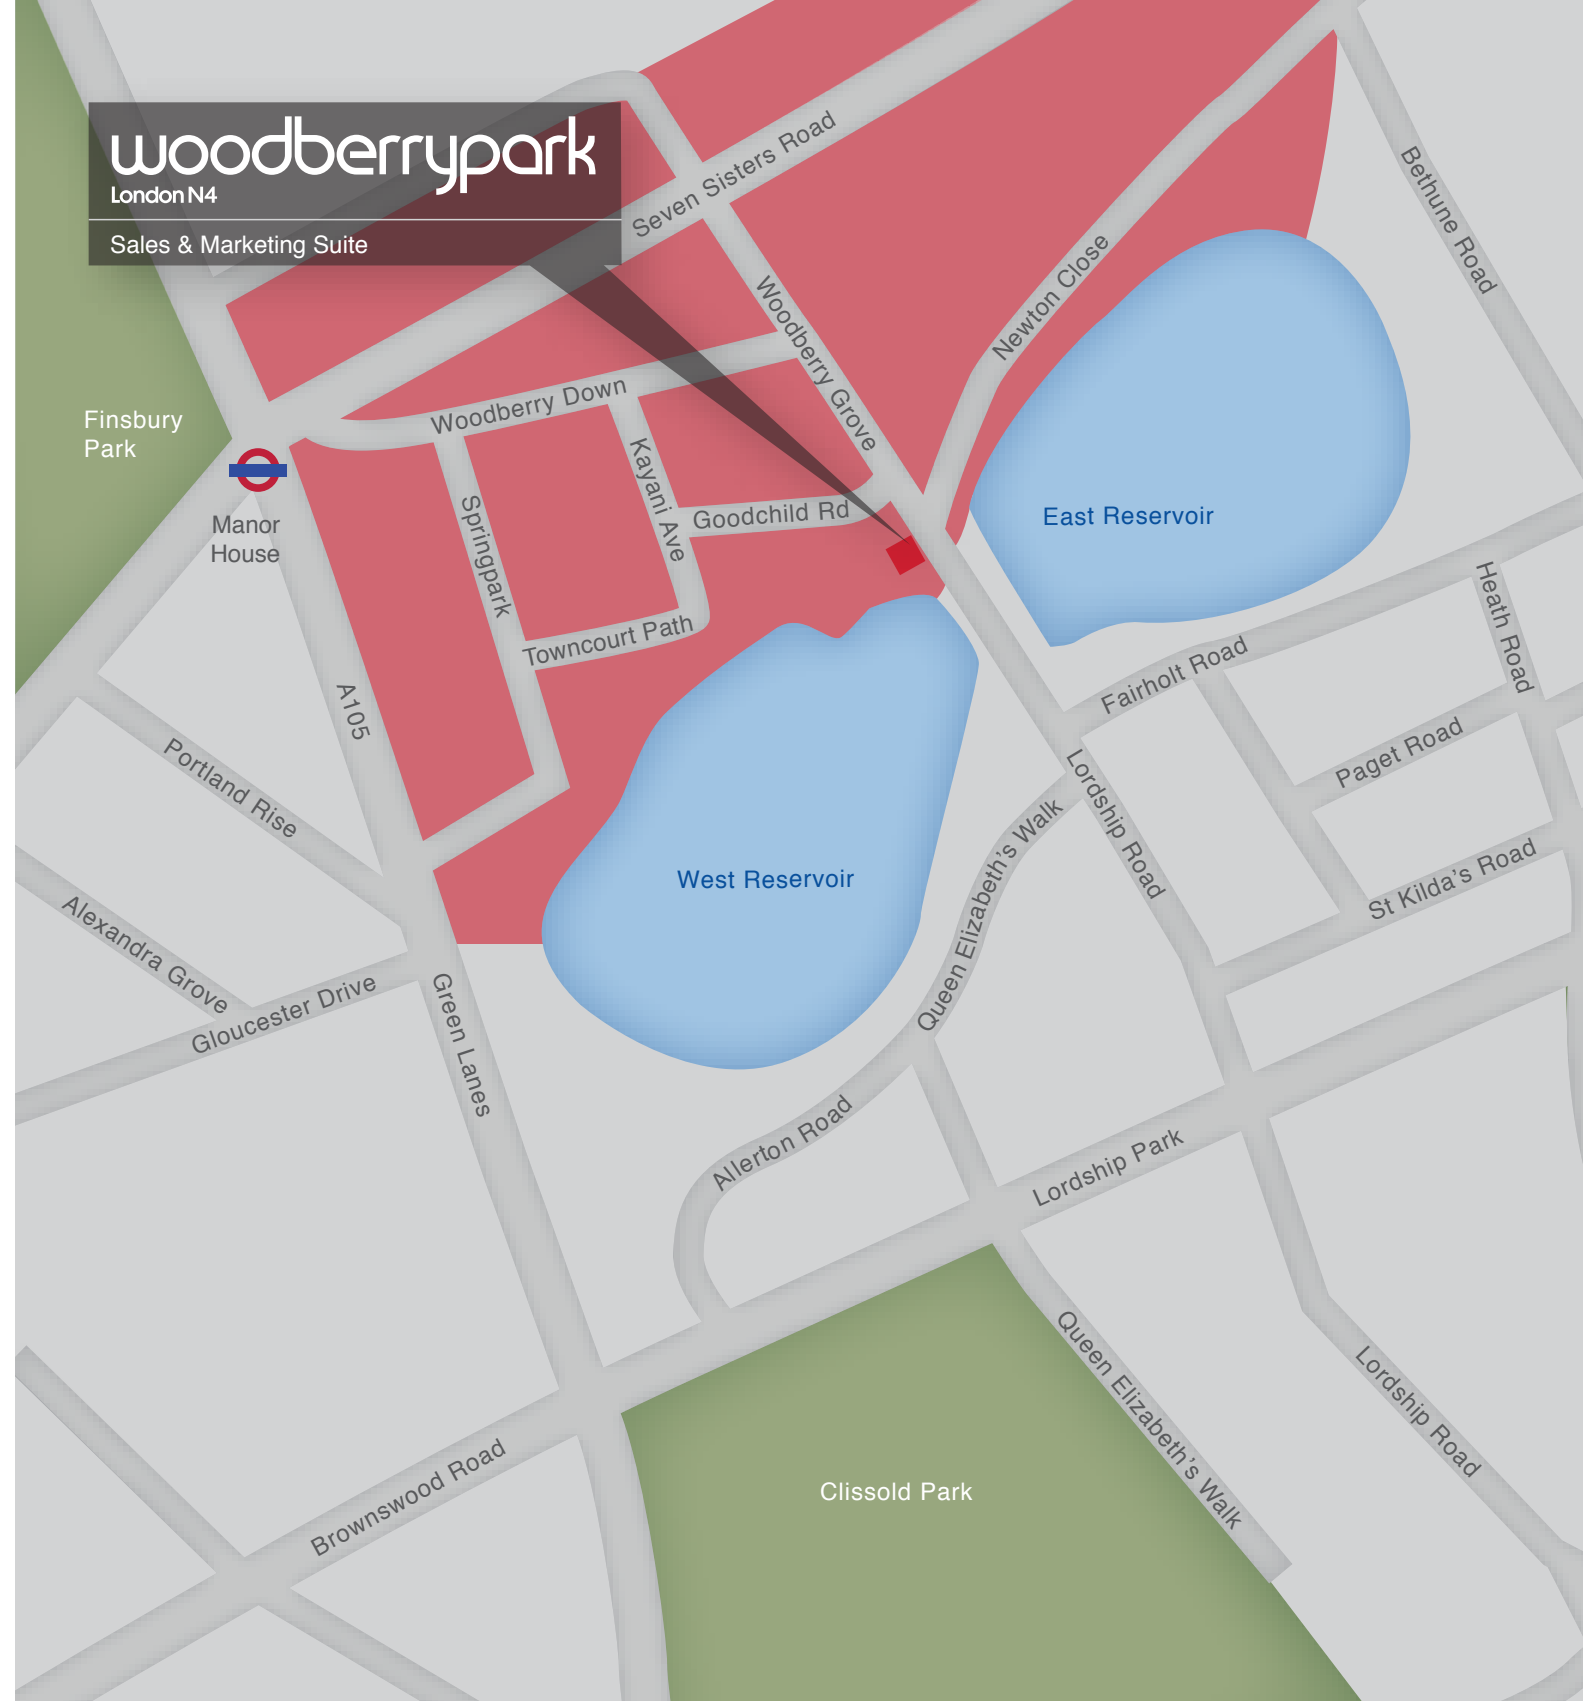 woodberrypark
London N4
Sales & Marketing Suite
Seven Sisters Road
Bethune Road
Woodberry Grove
Newton Close
Finsbury
Park
Woodberry Down
Kayani Ave
Springpark
Goodchild Rd
Manor
House
East Reservoir
Heath Road
Towncourt Path
Fairholt Road
A105
Portland Rise
Paget Road
Lordship Road
Queen Elizabeth's Walk
West Reservoir
St Kilda's Road
Alexandra Grove
Gloucester Drive
Green Lanes
Allerton Road
Lordship Park
Queen Elizabeth's Walk
Lordship Road
Brownswood Road
Clissold Park